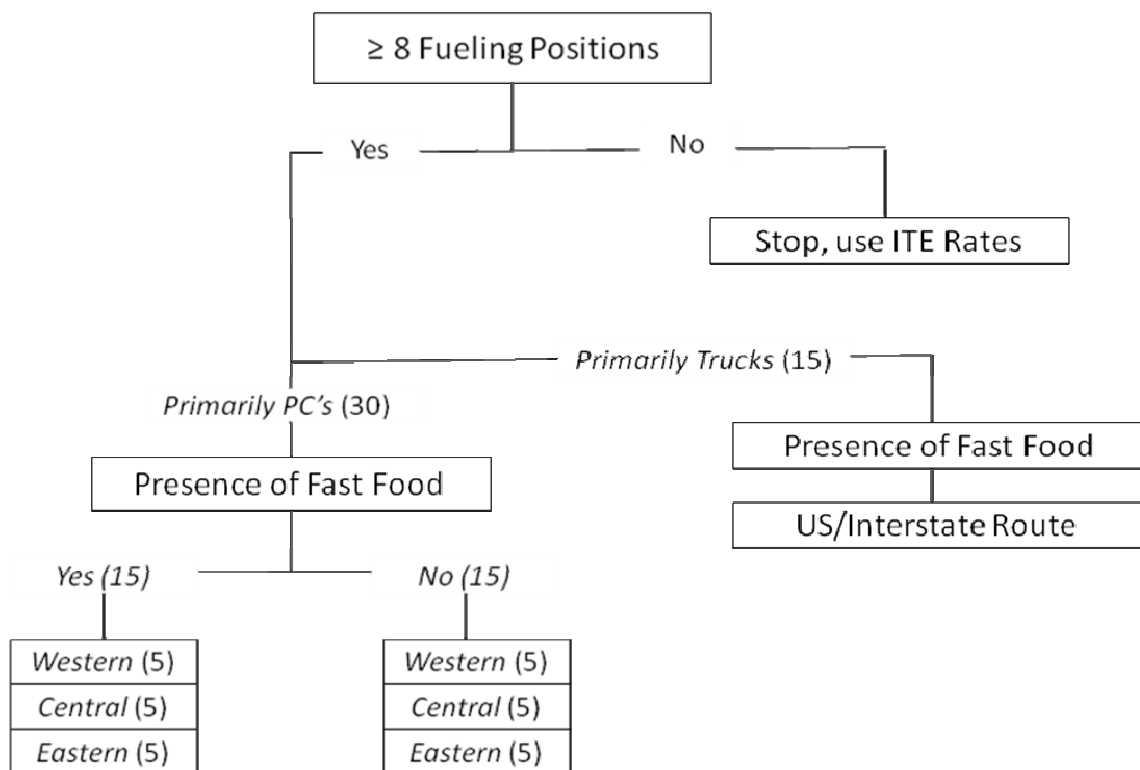 ≥ 8 Fueling Positions
Yes
No
Stop, use ITE Rates
Primarily Trucks (15)
Primarily PC's (30)
Presence of Fast Food
Presence of Fast Food
US/Interstate Route
Yes (15)
No (15)
Western (5)
Central (5)
Eastern (5)
Western (5)
Central (5)
Eastern (5)